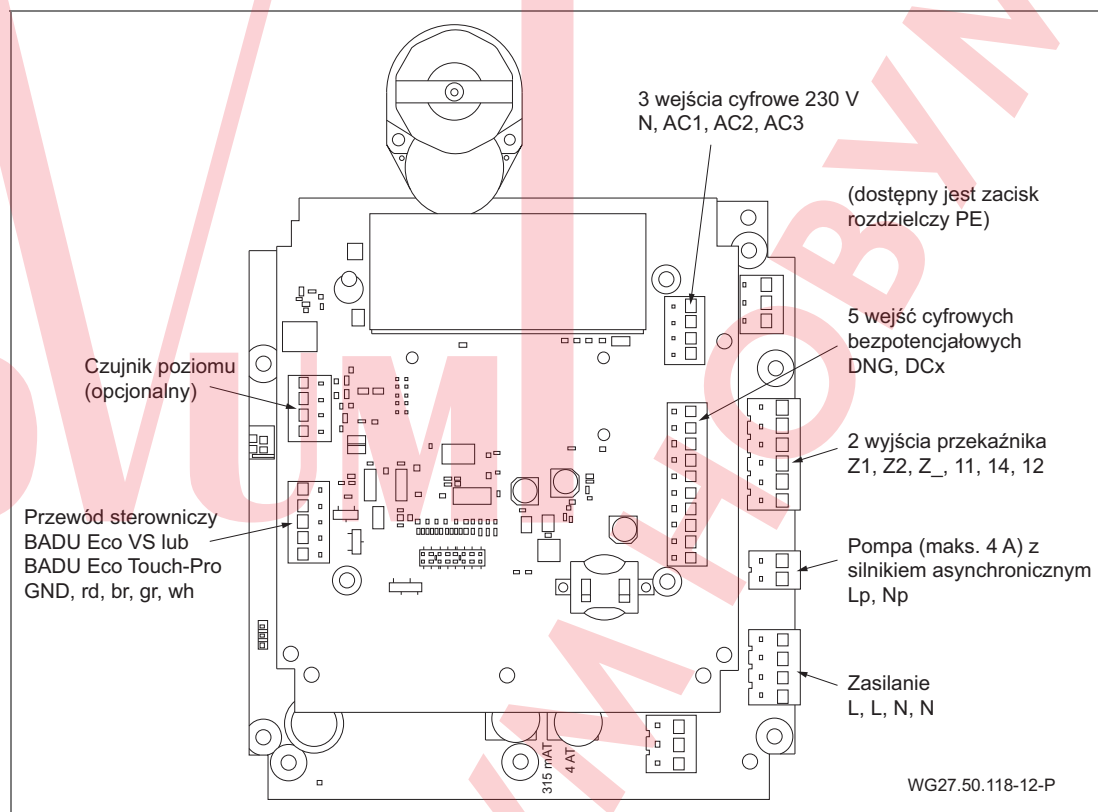 3 wejścia cyfrowe 230 V
N, AC1, AC2, AC3
(dostępny jest zacisk
rozdzielczy PE)
5 wejść cyfrowych
bezpotencjałowych
DNG, DCx
Czujnik poziomu
(opcjonalny)
2 wyjścia przekaźnika
Z1, Z2, Z_, 11, 14, 12
Przewód sterowniczy
BADU Eco VS lub
BADU Eco Touch-Pro
GND, rd, br, gr, wh
Pompa (maks. 4 A) z
silnikiem asynchronicznym
Lp, Np
Zasilanie
L, L, N, N
315 mAT
4 AT
WG27.50.118-12-P